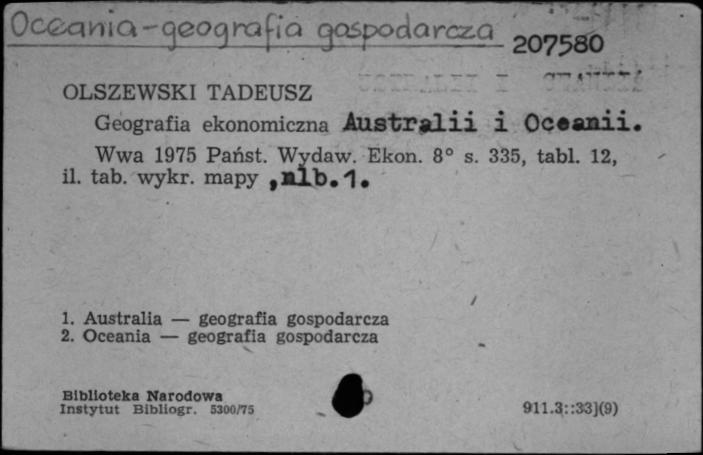 Oceania - geografia gospodarcza
207580
OLSZEWSKI TADEUSZ
Geografia ekonomiczna Australii i Oceanii.
Wwa 1975 Państ. Wydaw. Ekon. 8° s. 335, tabl. 12,
il. tab. wykr. mapy , nlb. 1.
1. Australia — geografia gospodarcza
2. Oceania — geografia gospodarcza
Biblioteka Narodowa
Instytut Bibliogr. 5300/75
911.3::33](9)